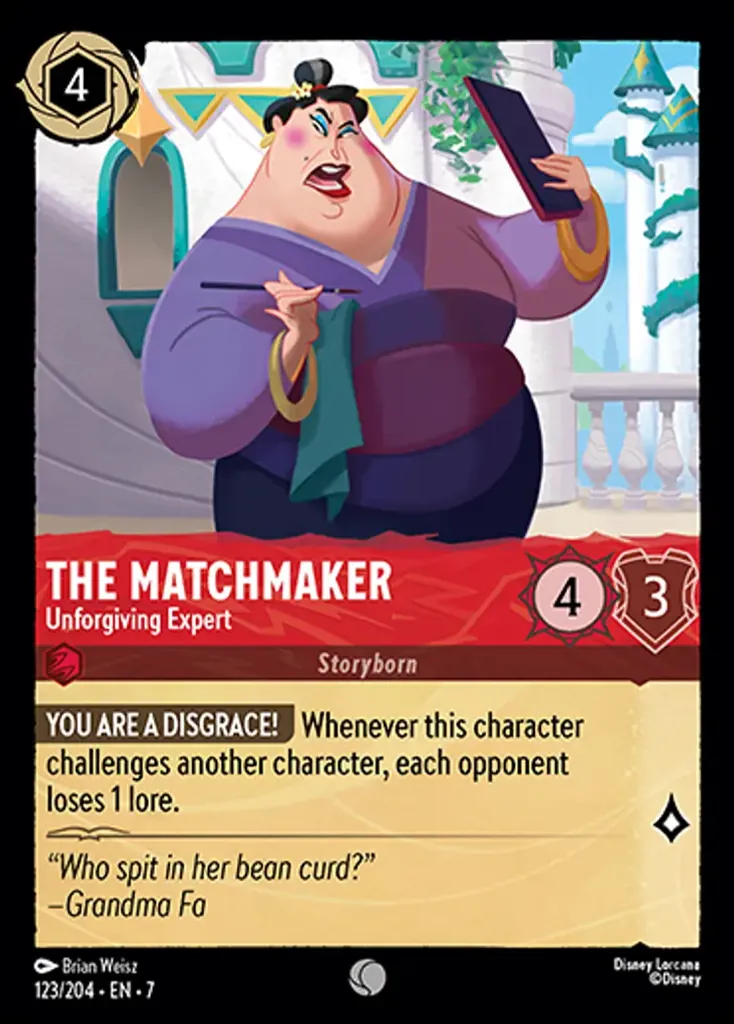 4
THE MATCHMAKER
Unforgiving Expert
4
3
Storyborn
YOU ARE A DISGRACE! Whenever this character
challenges another character, each opponent
loses 1 lore.
“Who spit in her bean curd?”
–Grandma Fa
Brian Weisz
123/204 • EN • 7
Disney Lorcana
©Disney